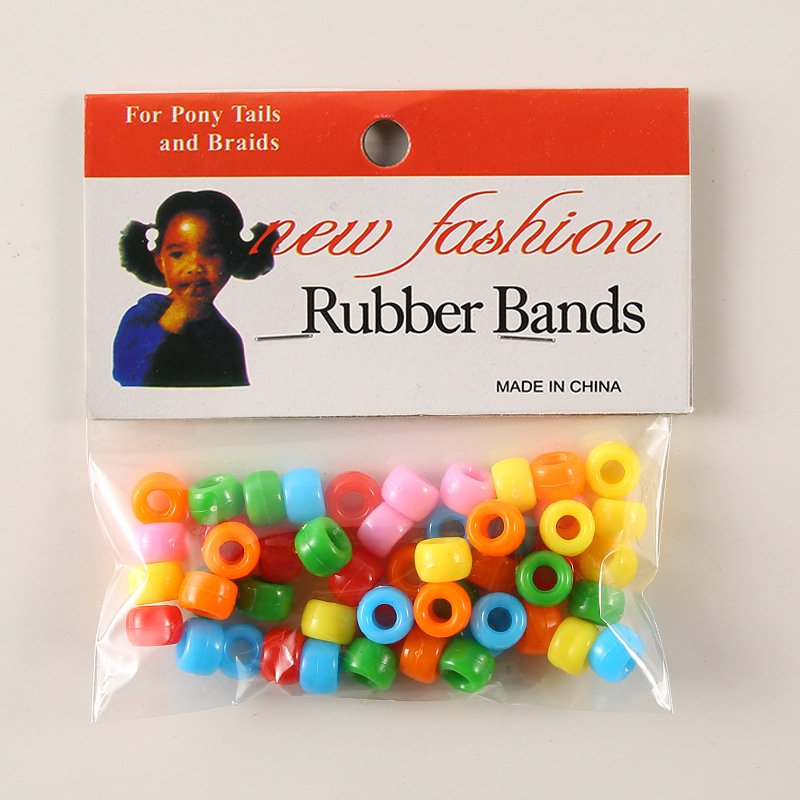 For Pony Tails
and Braids
new fashion
Rubber Bands
MADE IN CHINA